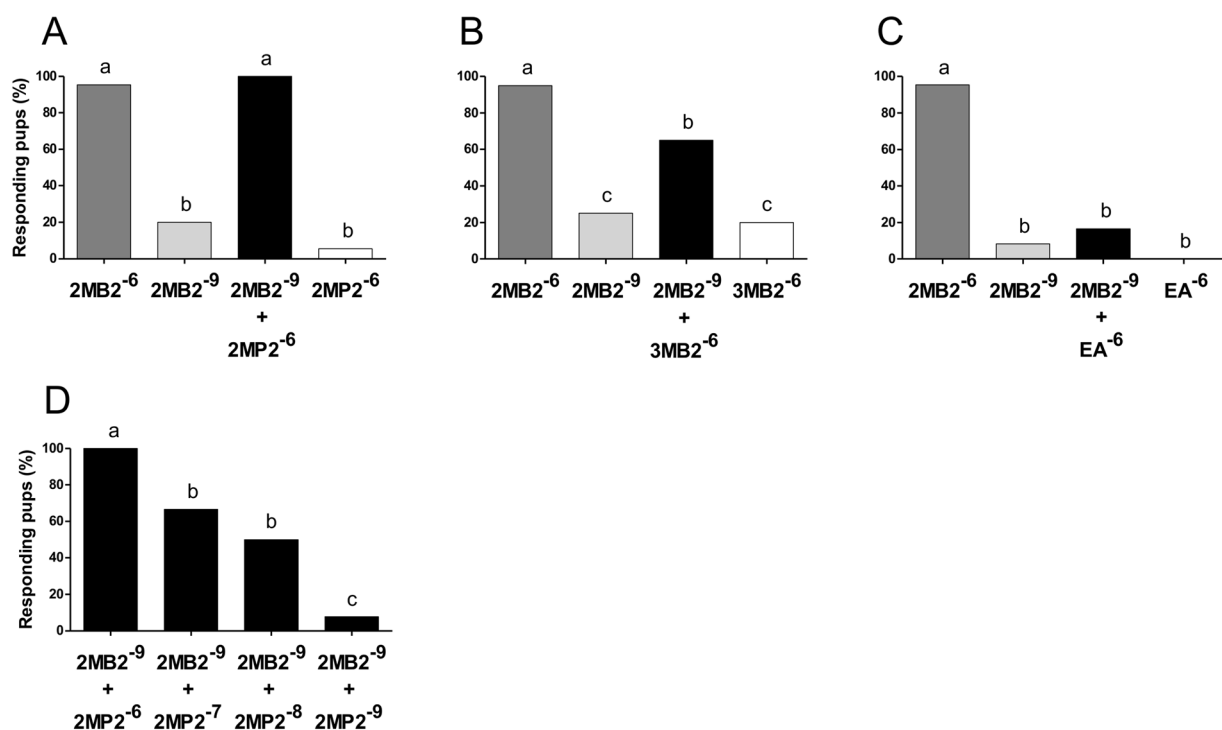 A
Responding pups (%)
100
80
60
40
20
0
a
b
a
b
2MB2⁻⁶ 2MB2⁻⁹ 2MB2⁻⁹ 2MP2⁻⁶
+
2MP2⁻⁶
B
100
80
60
40
20
0
a
c
b
c
2MB2⁻⁶ 2MB2⁻⁹ 2MB2⁻⁹ 3MB2⁻⁶
+
3MB2⁻⁶
C
100
80
60
40
20
0
a
b
b
b
2MB2⁻⁶ 2MB2⁻⁹ 2MB2⁻⁹ EA⁻⁶
+
EA⁻⁶
D
Responding pups (%)
100
80
60
40
20
0
a
b
b
c
2MB2⁻⁹ 2MB2⁻⁹ 2MB2⁻⁹ 2MB2⁻⁹
+ + + +
2MP2⁻⁶ 2MP2⁻⁷ 2MP2⁻⁸ 2MP2⁻⁹